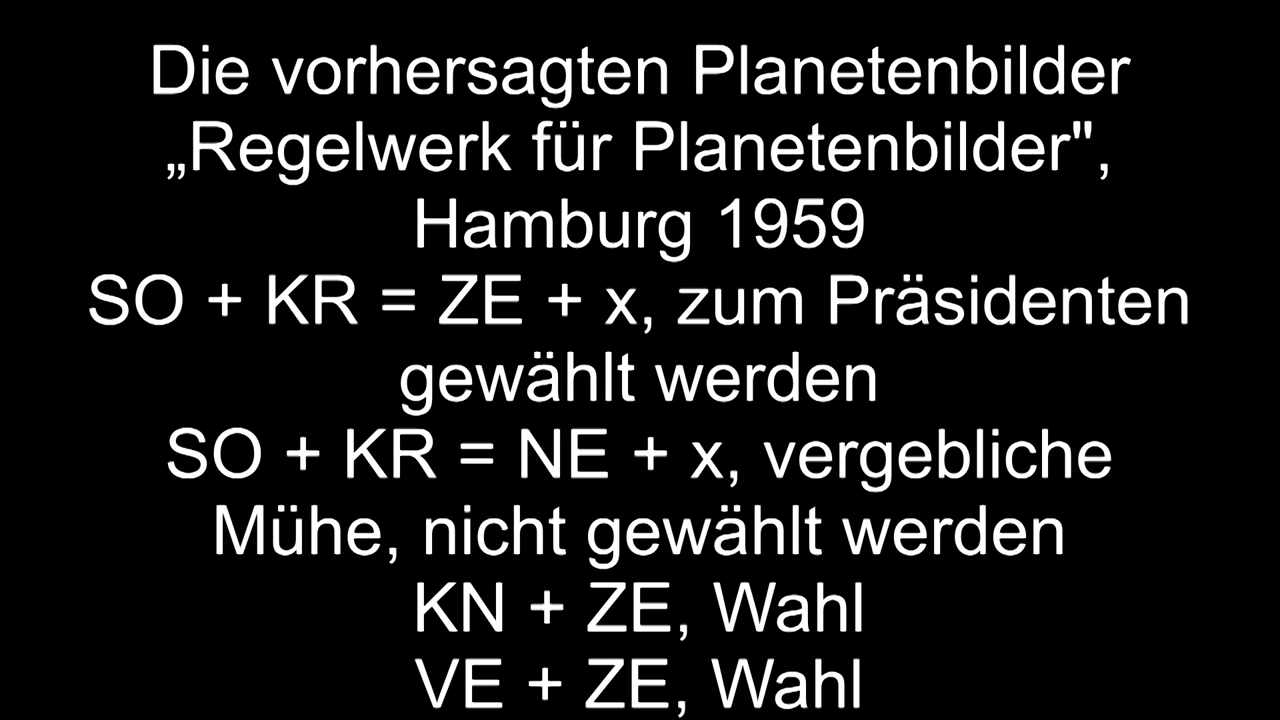 Die vorhersagten Planetenbilder
„Regelwerk für Planetenbilder",
Hamburg 1959
SO + KR = ZE + x, zum Präsidenten
gewählt werden
SO + KR = NE + x, vergebliche
Mühe, nicht gewählt werden
KN + ZE, Wahl
VE + ZE, Wahl